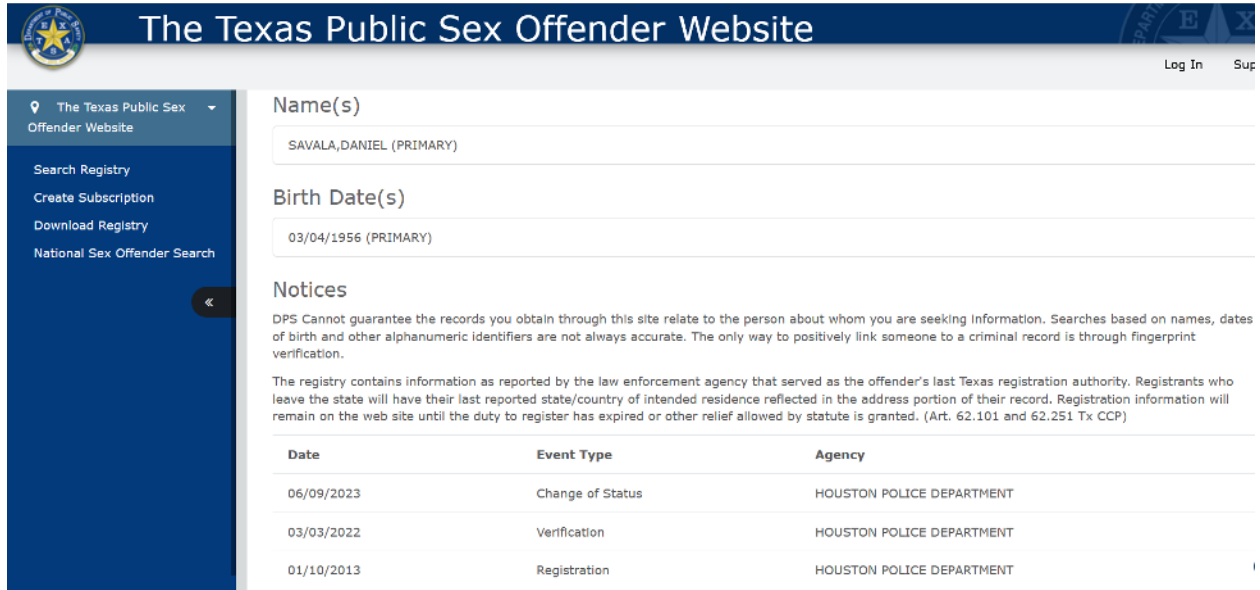 The Texas Public Sex Offender Website
Log In Sup
The Texas Public Sex
Offender Website
Search Registry
Create Subscription
Download Registry
National Sex Offender Search
«
Name(s)
SAVALA,DANIEL (PRIMARY)
Birth Date(s)
03/04/1956 (PRIMARY)
Notices
DPS Cannot guarantee the records you obtain through this site relate to the person about whom you are seeking information. Searches based on names, dates
of birth and other alphanumeric identifiers are not always accurate. The only way to positively link someone to a criminal record is through fingerprint
verification.
The registry contains information as reported by the law enforcement agency that served as the offender's last Texas registration authority. Registrants who
leave the state will have their last reported state/country of intended residence reflected in the address portion of their record. Registration information will
remain on the web site until the duty to register has expired or other relief allowed by statute is granted. (Art. 62.101 and 62.251 Tx CCP)
Date Event Type Agency
06/09/2023 Change of Status HOUSTON POLICE DEPARTMENT
03/03/2022 Verification HOUSTON POLICE DEPARTMENT
01/10/2013 Registration HOUSTON POLICE DEPARTMENT